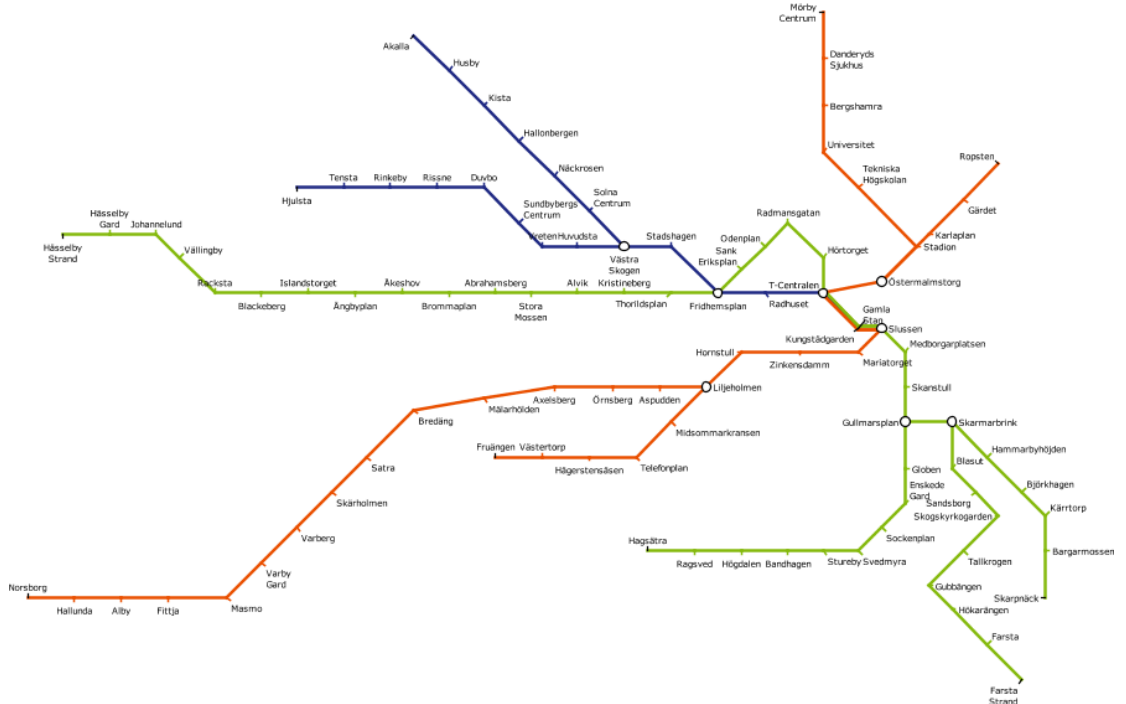 Mörby
Centrum
Danderyds
Sjukhus
Akalla
Husby
Kista
Bergshamra
Hallonbergen
Universitet
Ropsten
Näckrosen
Tekniska
Högskolan
Tensta
Rinkeby
Rissne
Duvbo
Hjulsta
Solna
Centrum
Gärdet
Sundbybergs
Centrum
Hässelby
Gard
Johannelund
Radmansgatan
Karlaplan
Vreten
Huvudsta
Stadshagen
Odenplan
Stadion
Hässelby
Strand
Vällingby
Västra
Skogen
Sank
Eriksplan
Hörtorget
Racksta
Islandstorget
Åkeshov
Abrahamsberg
Alvik
Kristineberg
T-Centralen
Östermalmstorg
Blackeberg
Ängbyplan
Brommaplan
Stora
Mossen
Thorildsplan
Fridhemsplan
Radhuset
Gamla
Stan
Slussen
Kungstädgarden
Medborgarplatsen
Hornstull
Zinkensdamm
Mariatorget
Liljeholmen
Skanstull
Axelsberg
Örnsberg
Aspudden
Mälarhölden
Bredäng
Gullmarsplan
Skarmarbrink
Midsommarkransen
Fruängen
Västertorp
Hammarbyhöjden
Satra
Hägerstensåsen
Telefonplan
Globen
Blasut
Enskede
Gard
Björkhagen
Skärholmen
Sandsborg
Skogskyrkogarden
Kärrtorp
Varberg
Sockenplan
Hagsätra
Bargarmossen
Ragsved
Högdalen
Bandhagen
Stureby
Svedmyra
Tallkrogen
Varby
Gard
Norsborg
Gubbängen
Hallunda
Alby
Fittja
Masmo
Skarpnäck
Hökarängen
Farsta
Farsta
Strand